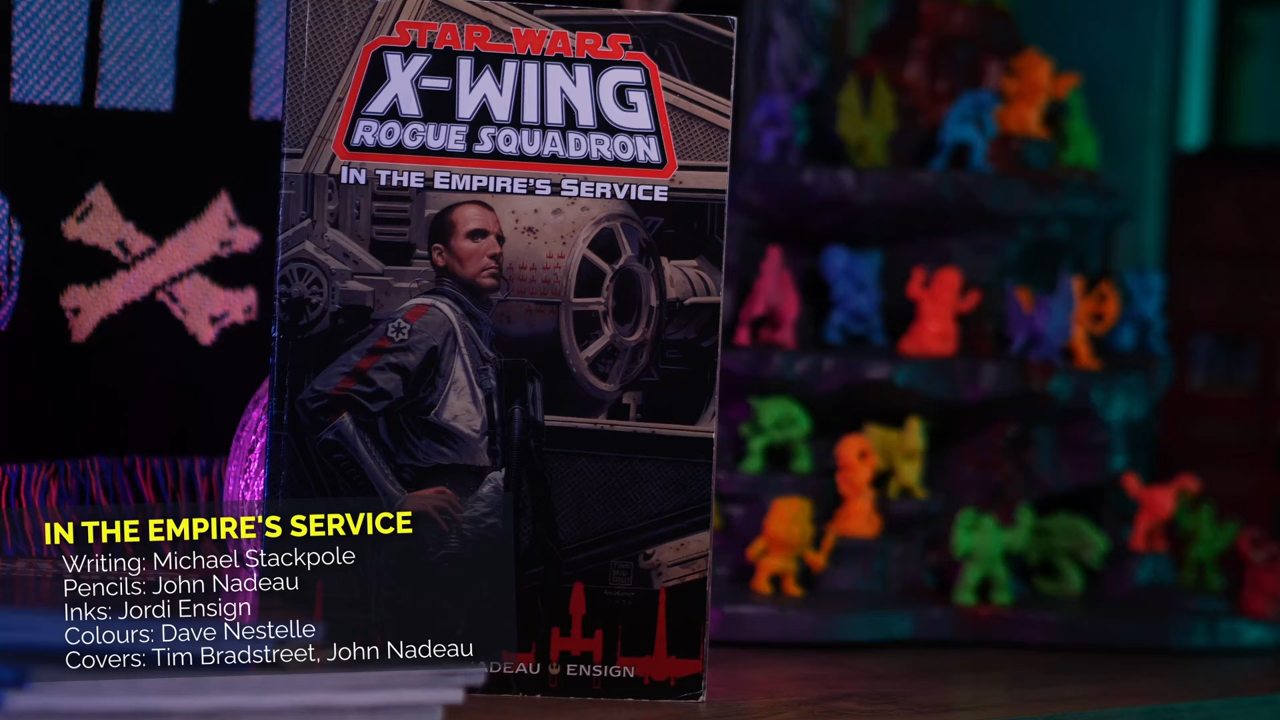 STAR WARS
X-WING
ROGUE SQUADRON
IN THE EMPIRE'S SERVICE
IN THE EMPIRE'S SERVICE
Writing: Michael Stackpole
Pencils: John Nadeau
Inks: Jordi Ensign
Colours: Dave Nestelle
Covers: Tim Bradstreet, John Nadeau
ADEAU ENSIGN